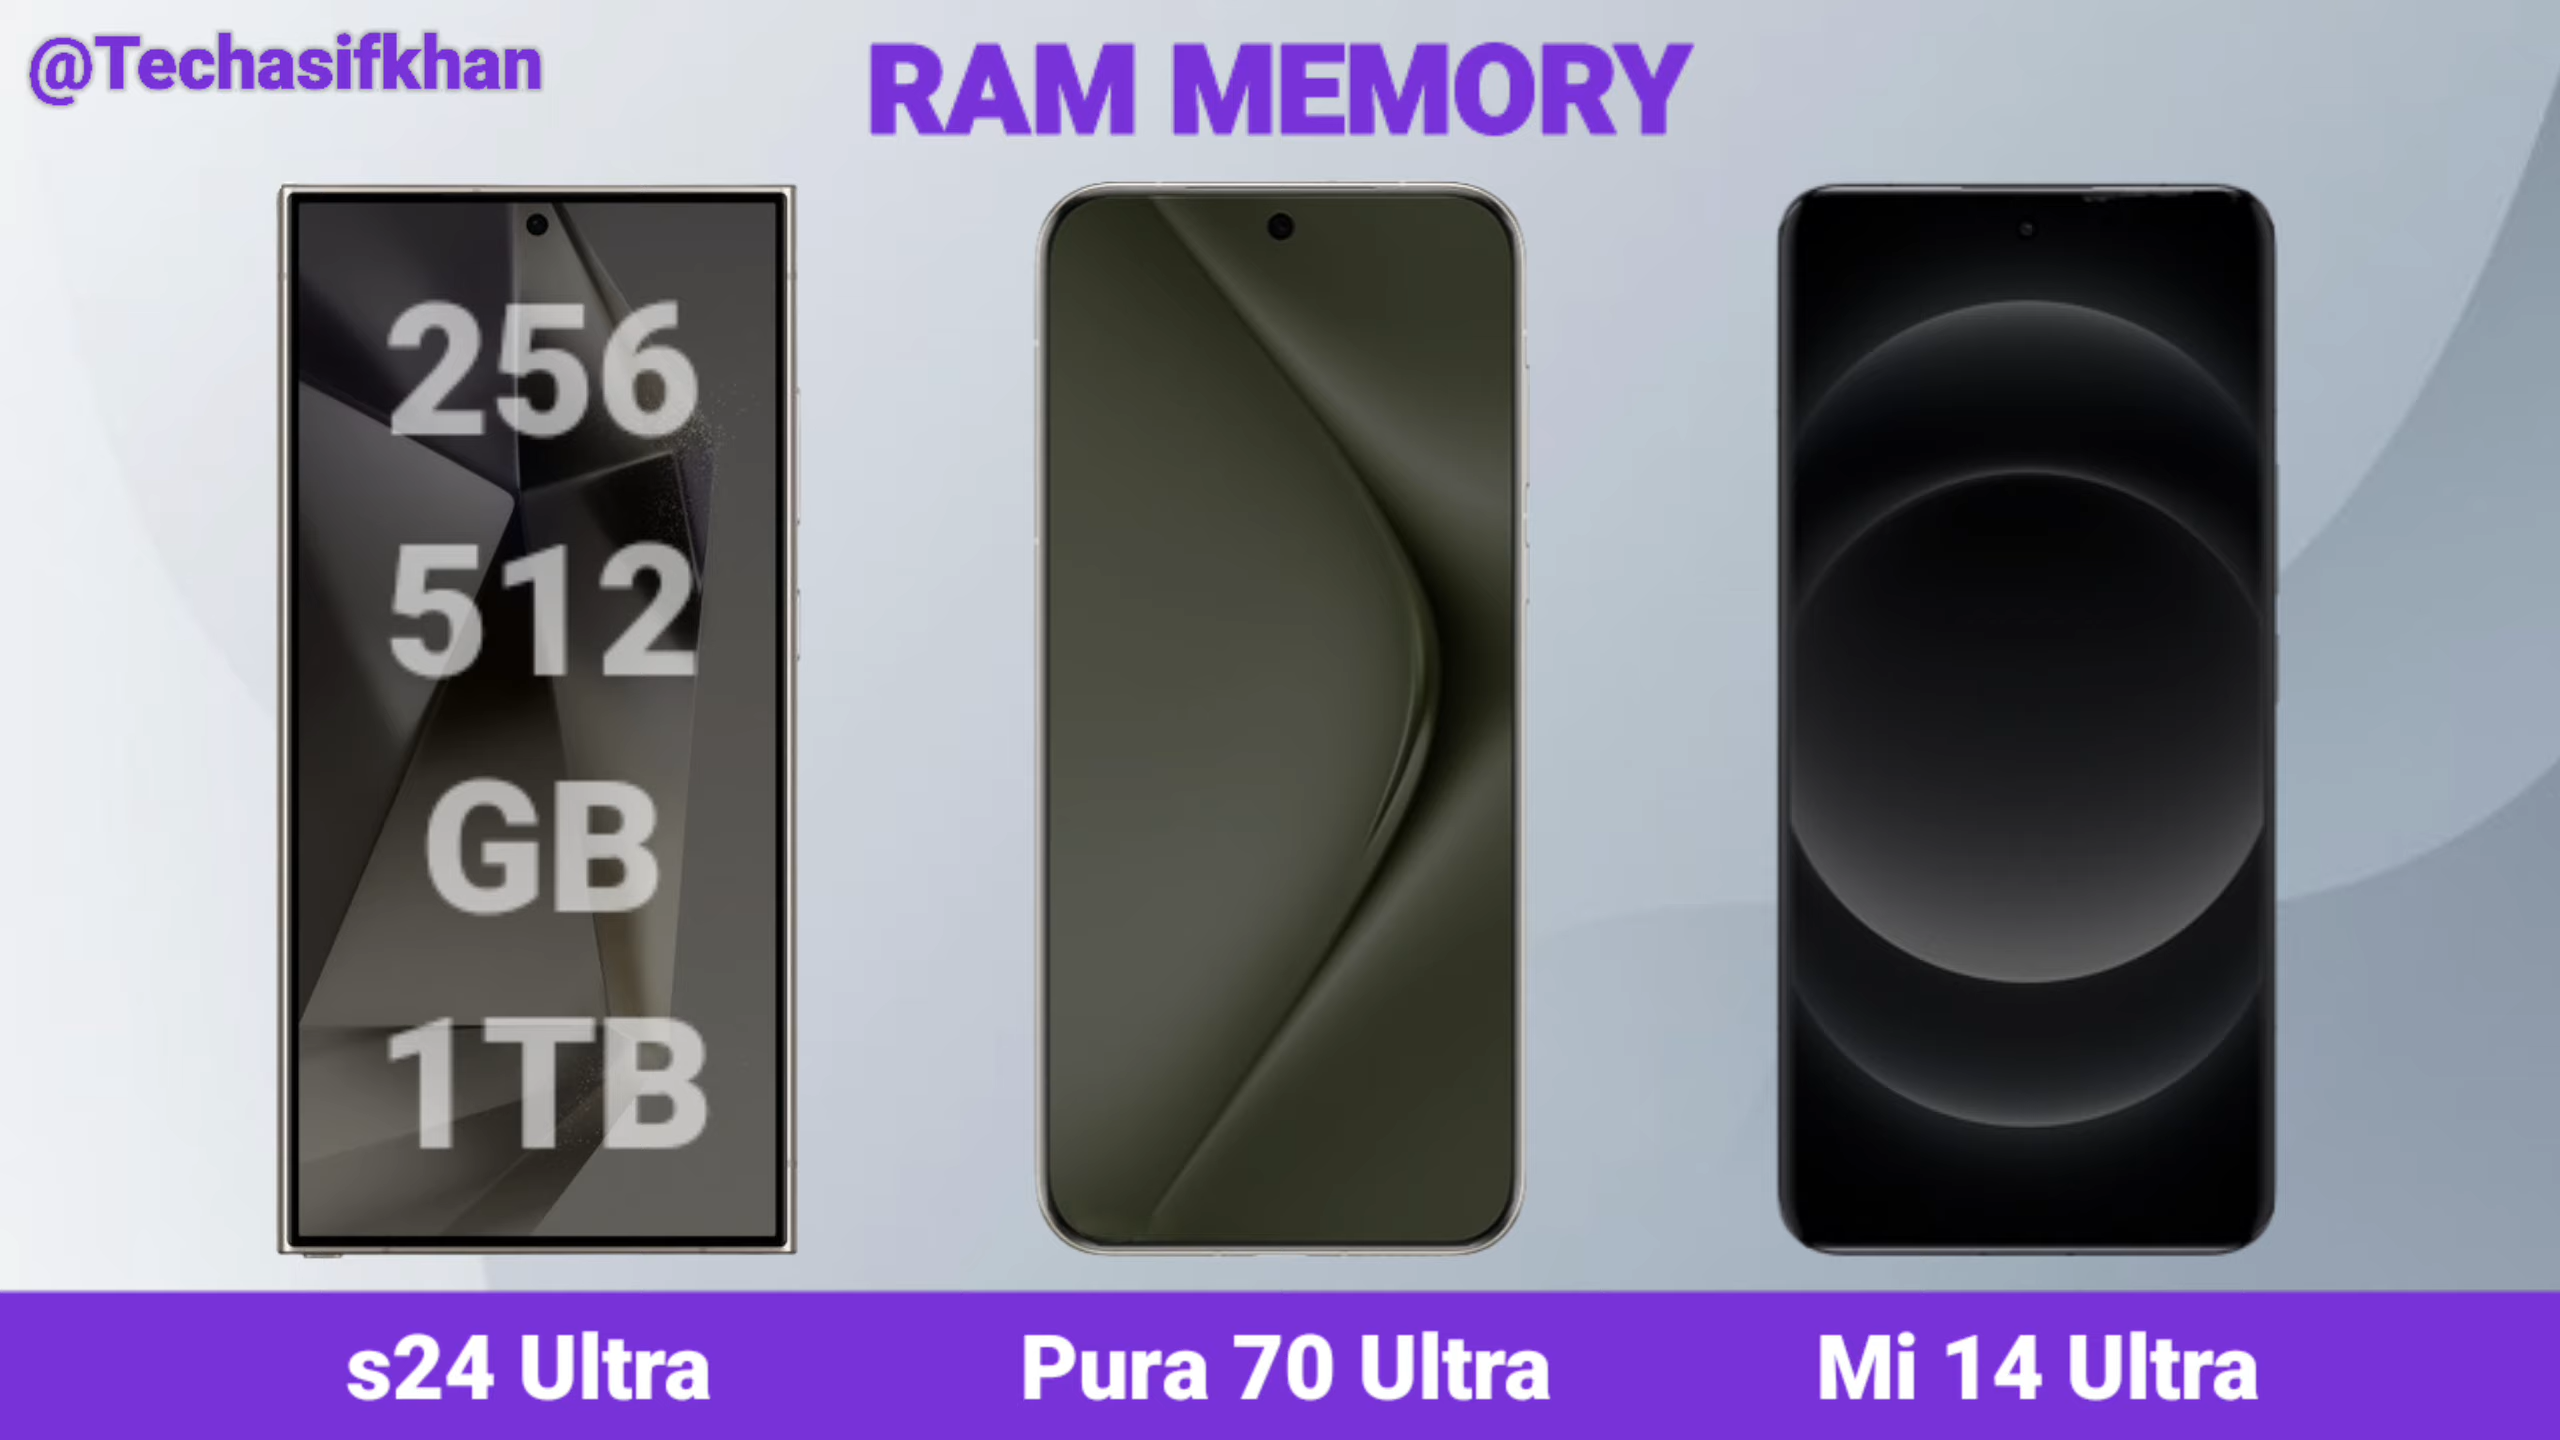 @Techasifkhan
RAM MEMORY
256
512
GB
1TB
s24 Ultra
Pura 70 Ultra
Mi 14 Ultra